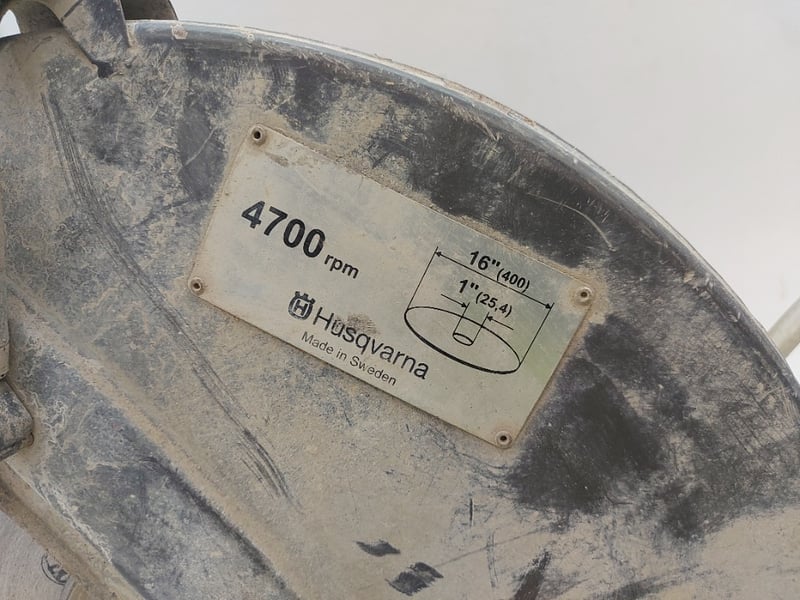 4700 rpm
16"(400)
1"(25,4)
Husqvarna
Made in Sweden